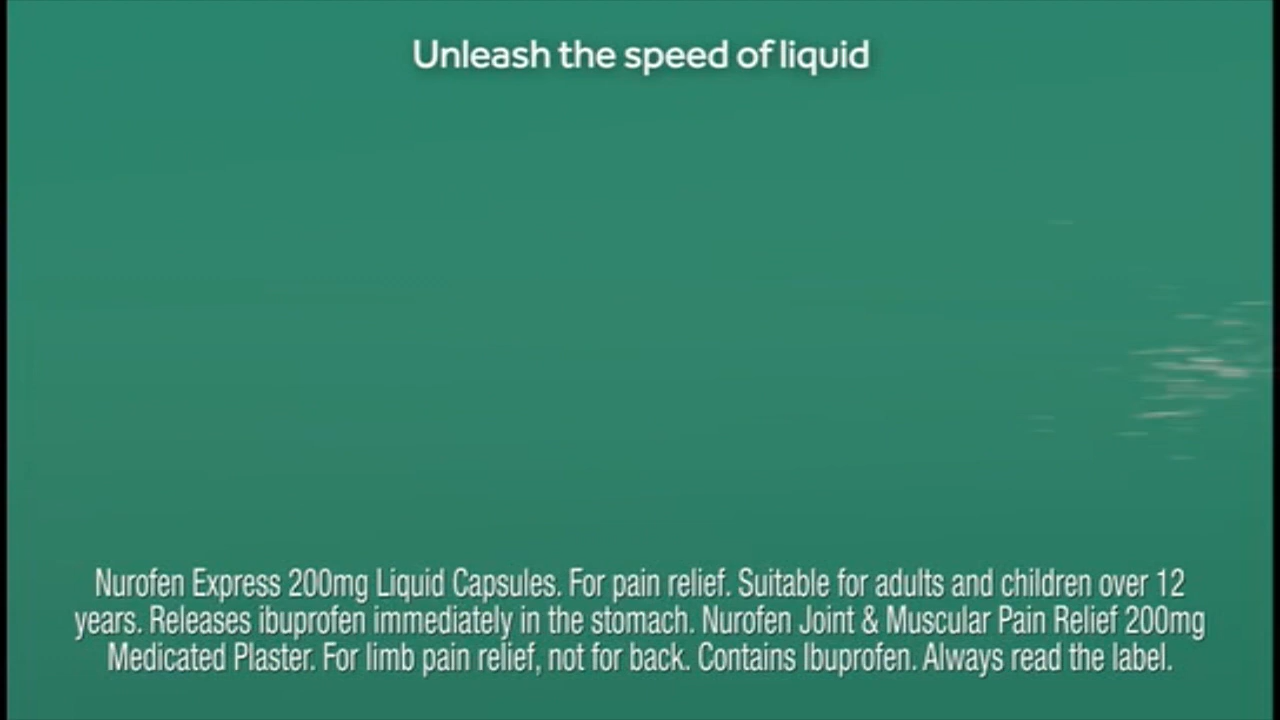 Unleash the speed of liquid
Nurofen Express 200mg Liquid Capsules. For pain relief. Suitable for adults and children over 12
years. Releases ibuprofen immediately in the stomach. Nurofen Joint & Muscular Pain Relief 200mg
Medicated Plaster. For limb pain relief, not for back. Contains Ibuprofen. Always read the label.